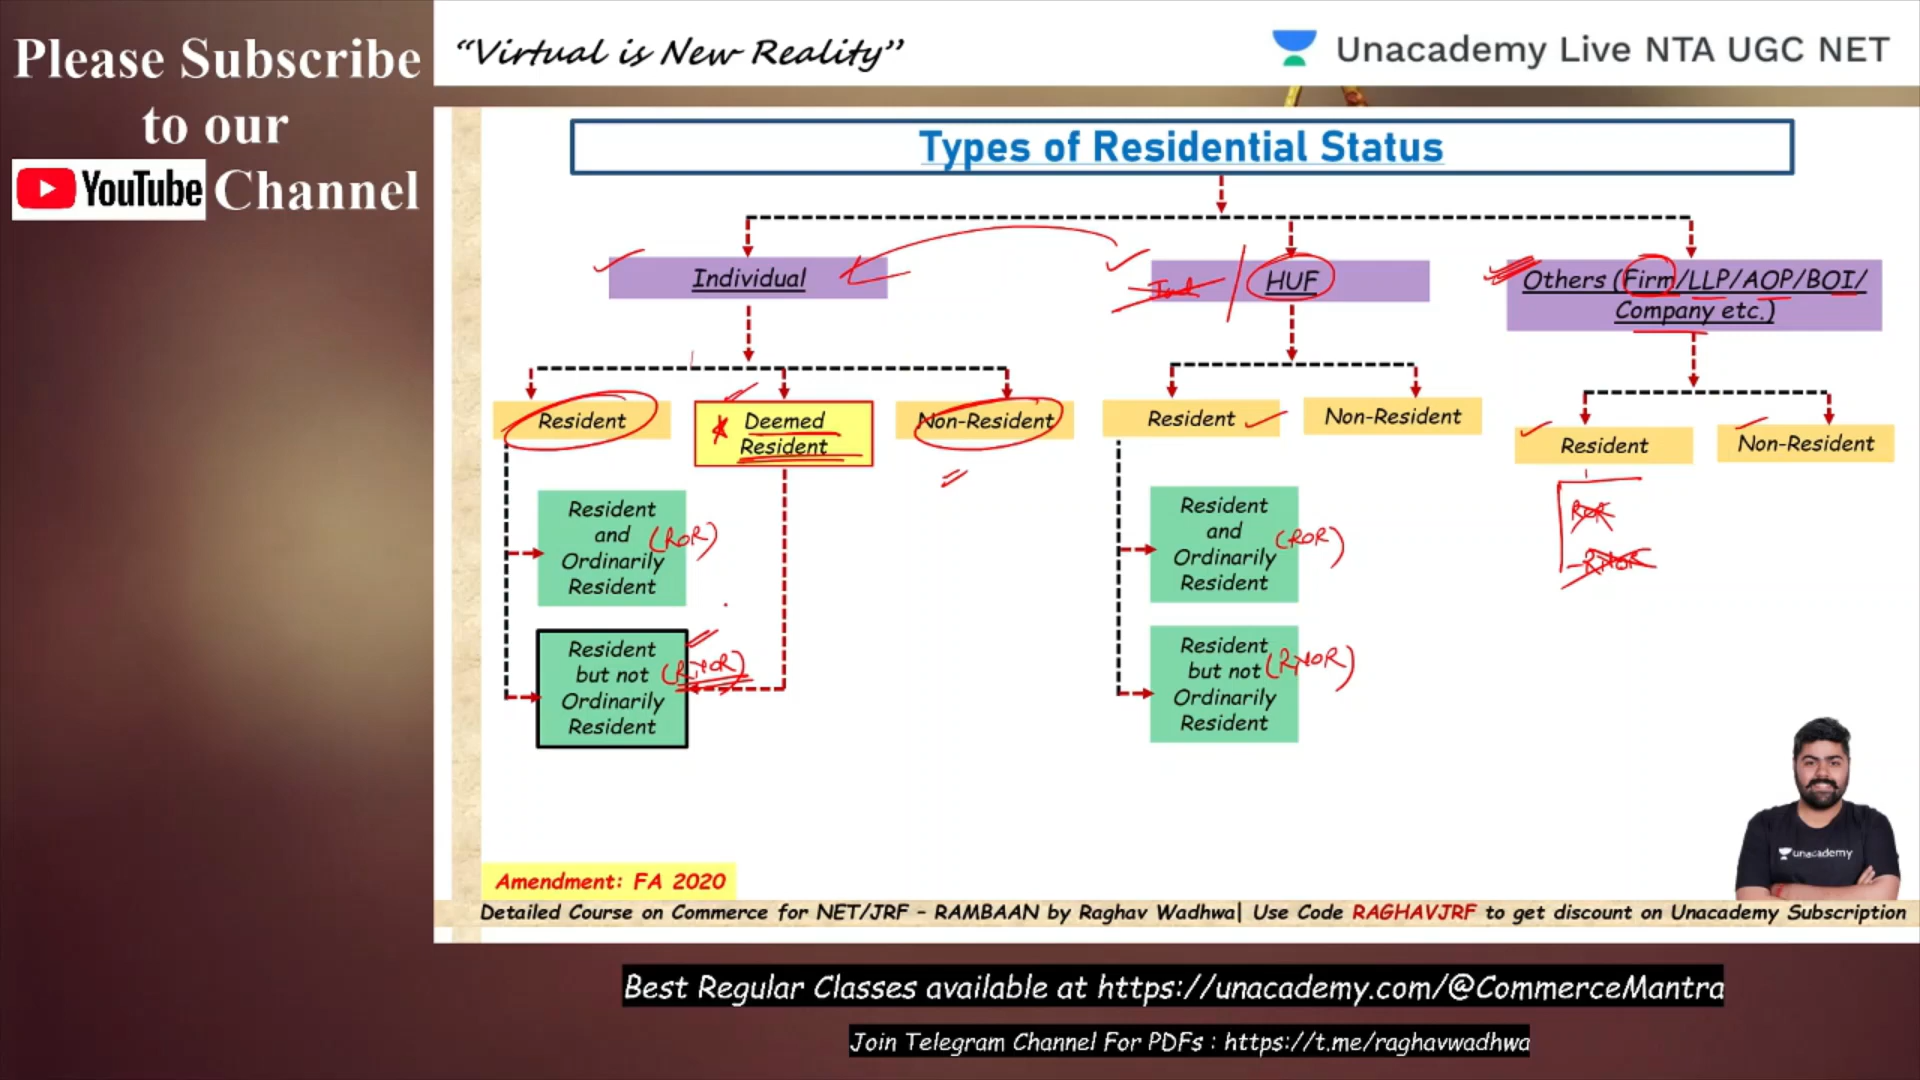 Please Subscribe
to our
YouTube Channel
“Virtual is New Reality”
Unacademy Live NTA UGC NET
Types of Residential Status
Individual
Ind
HUF
Others (Firm/LLP/AOP/BOI/
Company etc.)
Resident
Deemed
Resident
Non-Resident
Resident
Non-Resident
Resident
Non-Resident
Resident
and (ROR)
Ordinarily
Resident
Resident
but not (RNOR)
Ordinarily
Resident
Resident
and (ROR)
Ordinarily
Resident
Resident
but not (RNOR)
Ordinarily
Resident
ROR
-RNOR
unacademy
Amendment: FA 2020
Detailed Course on Commerce for NET/JRF – RAMBAAN by Raghav Wadhwa| Use Code RAGHAVJRF to get discount on Unacademy Subscription
Best Regular Classes available at https://unacademy.com/@CommerceMantra
Join Telegram Channel For PDFs : https://t.me/raghavwadhwa